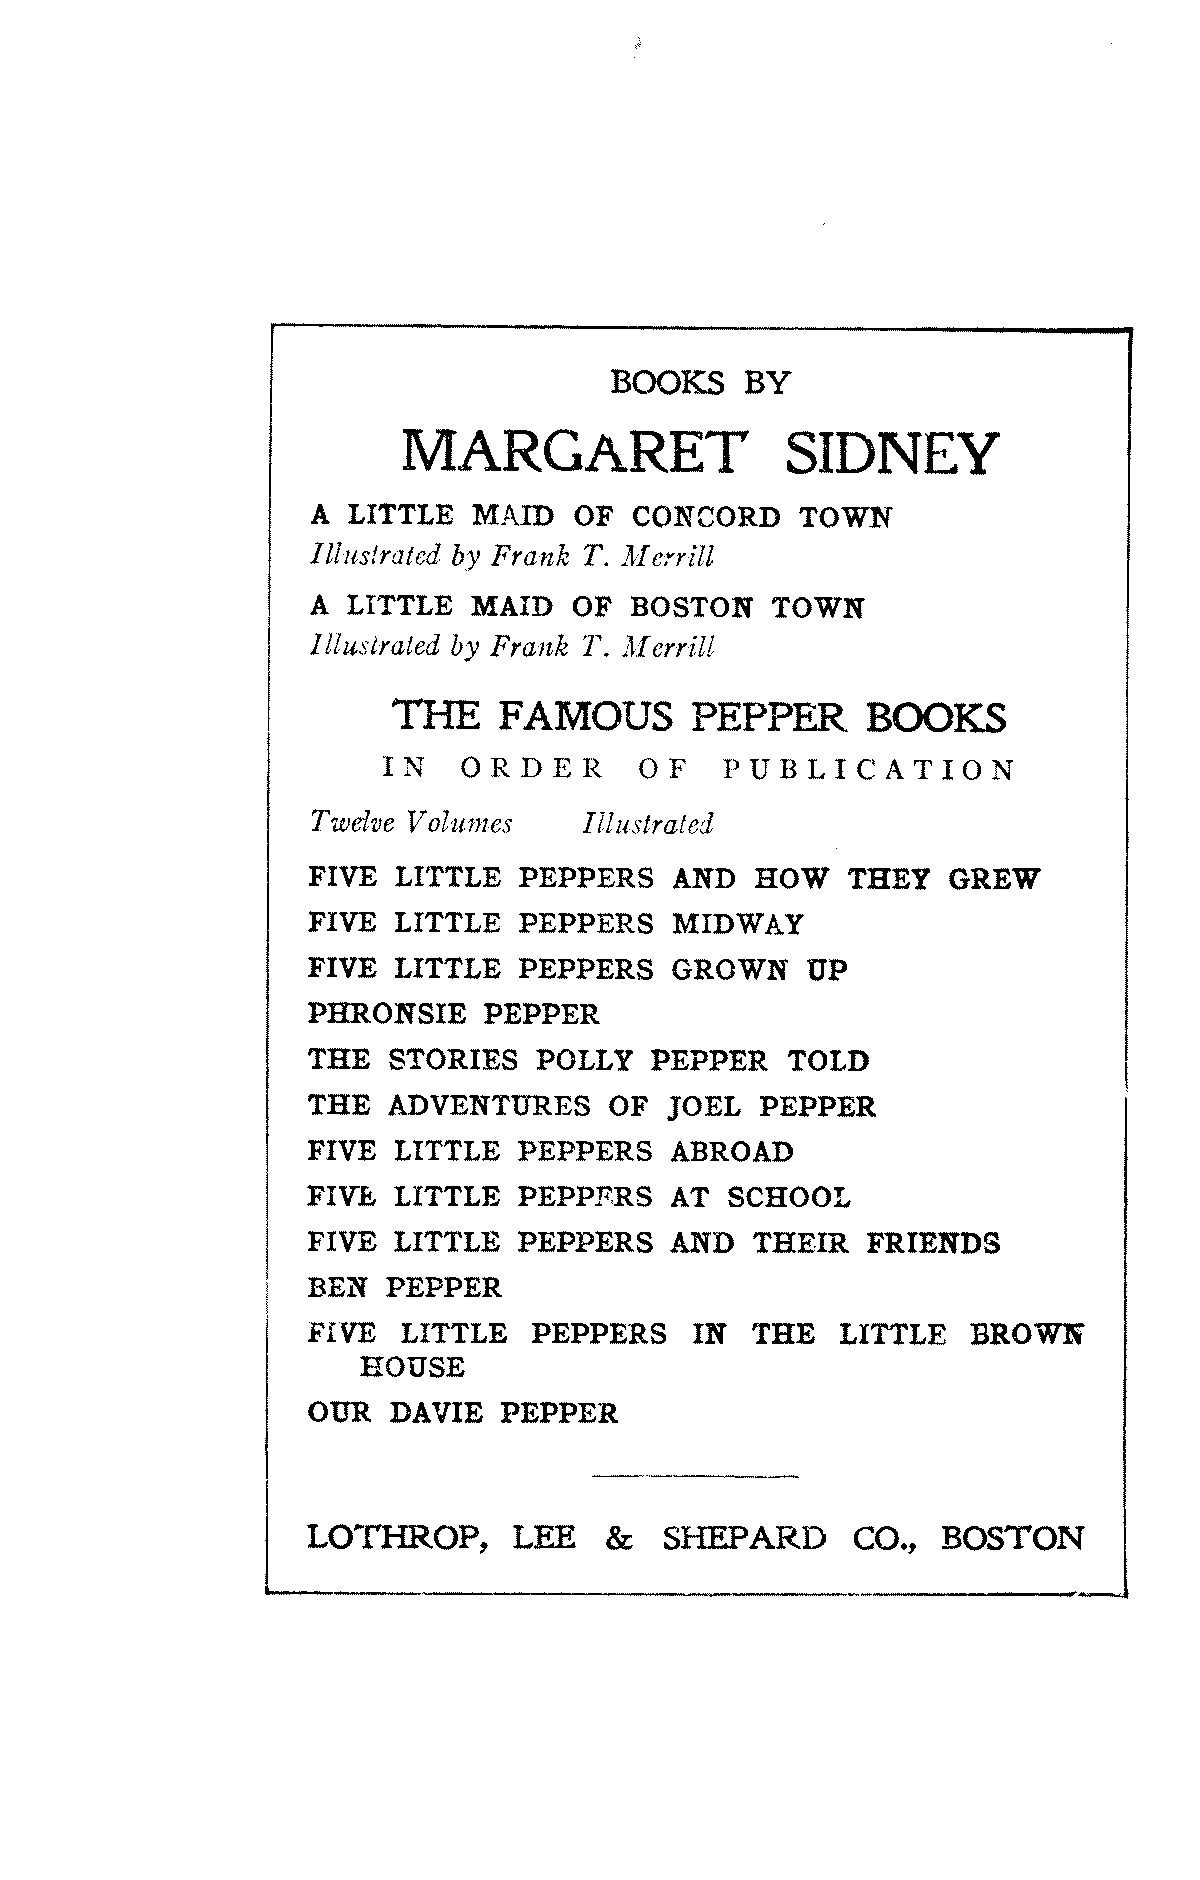 BOOKS BY
MARGARET SIDNEY
A LITTLE MAID OF CONCORD TOWN
Illustrated by Frank T. Merrill
A LITTLE MAID OF BOSTON TOWN
Illustrated by Frank T. Merrill
THE FAMOUS PEPPER BOOKS
IN ORDER OF PUBLICATION
Twelve Volumes Illustrated
FIVE LITTLE PEPPERS AND HOW THEY GREW
FIVE LITTLE PEPPERS MIDWAY
FIVE LITTLE PEPPERS GROWN UP
PHRONSIE PEPPER
THE STORIES POLLY PEPPER TOLD
THE ADVENTURES OF JOEL PEPPER
FIVE LITTLE PEPPERS ABROAD
FIVE LITTLE PEPPERS AT SCHOOL
FIVE LITTLE PEPPERS AND THEIR FRIENDS
BEN PEPPER
FIVE LITTLE PEPPERS IN THE LITTLE BROWN
HOUSE
OUR DAVIE PEPPER
LOTHROP, LEE & SHEPARD CO., BOSTON